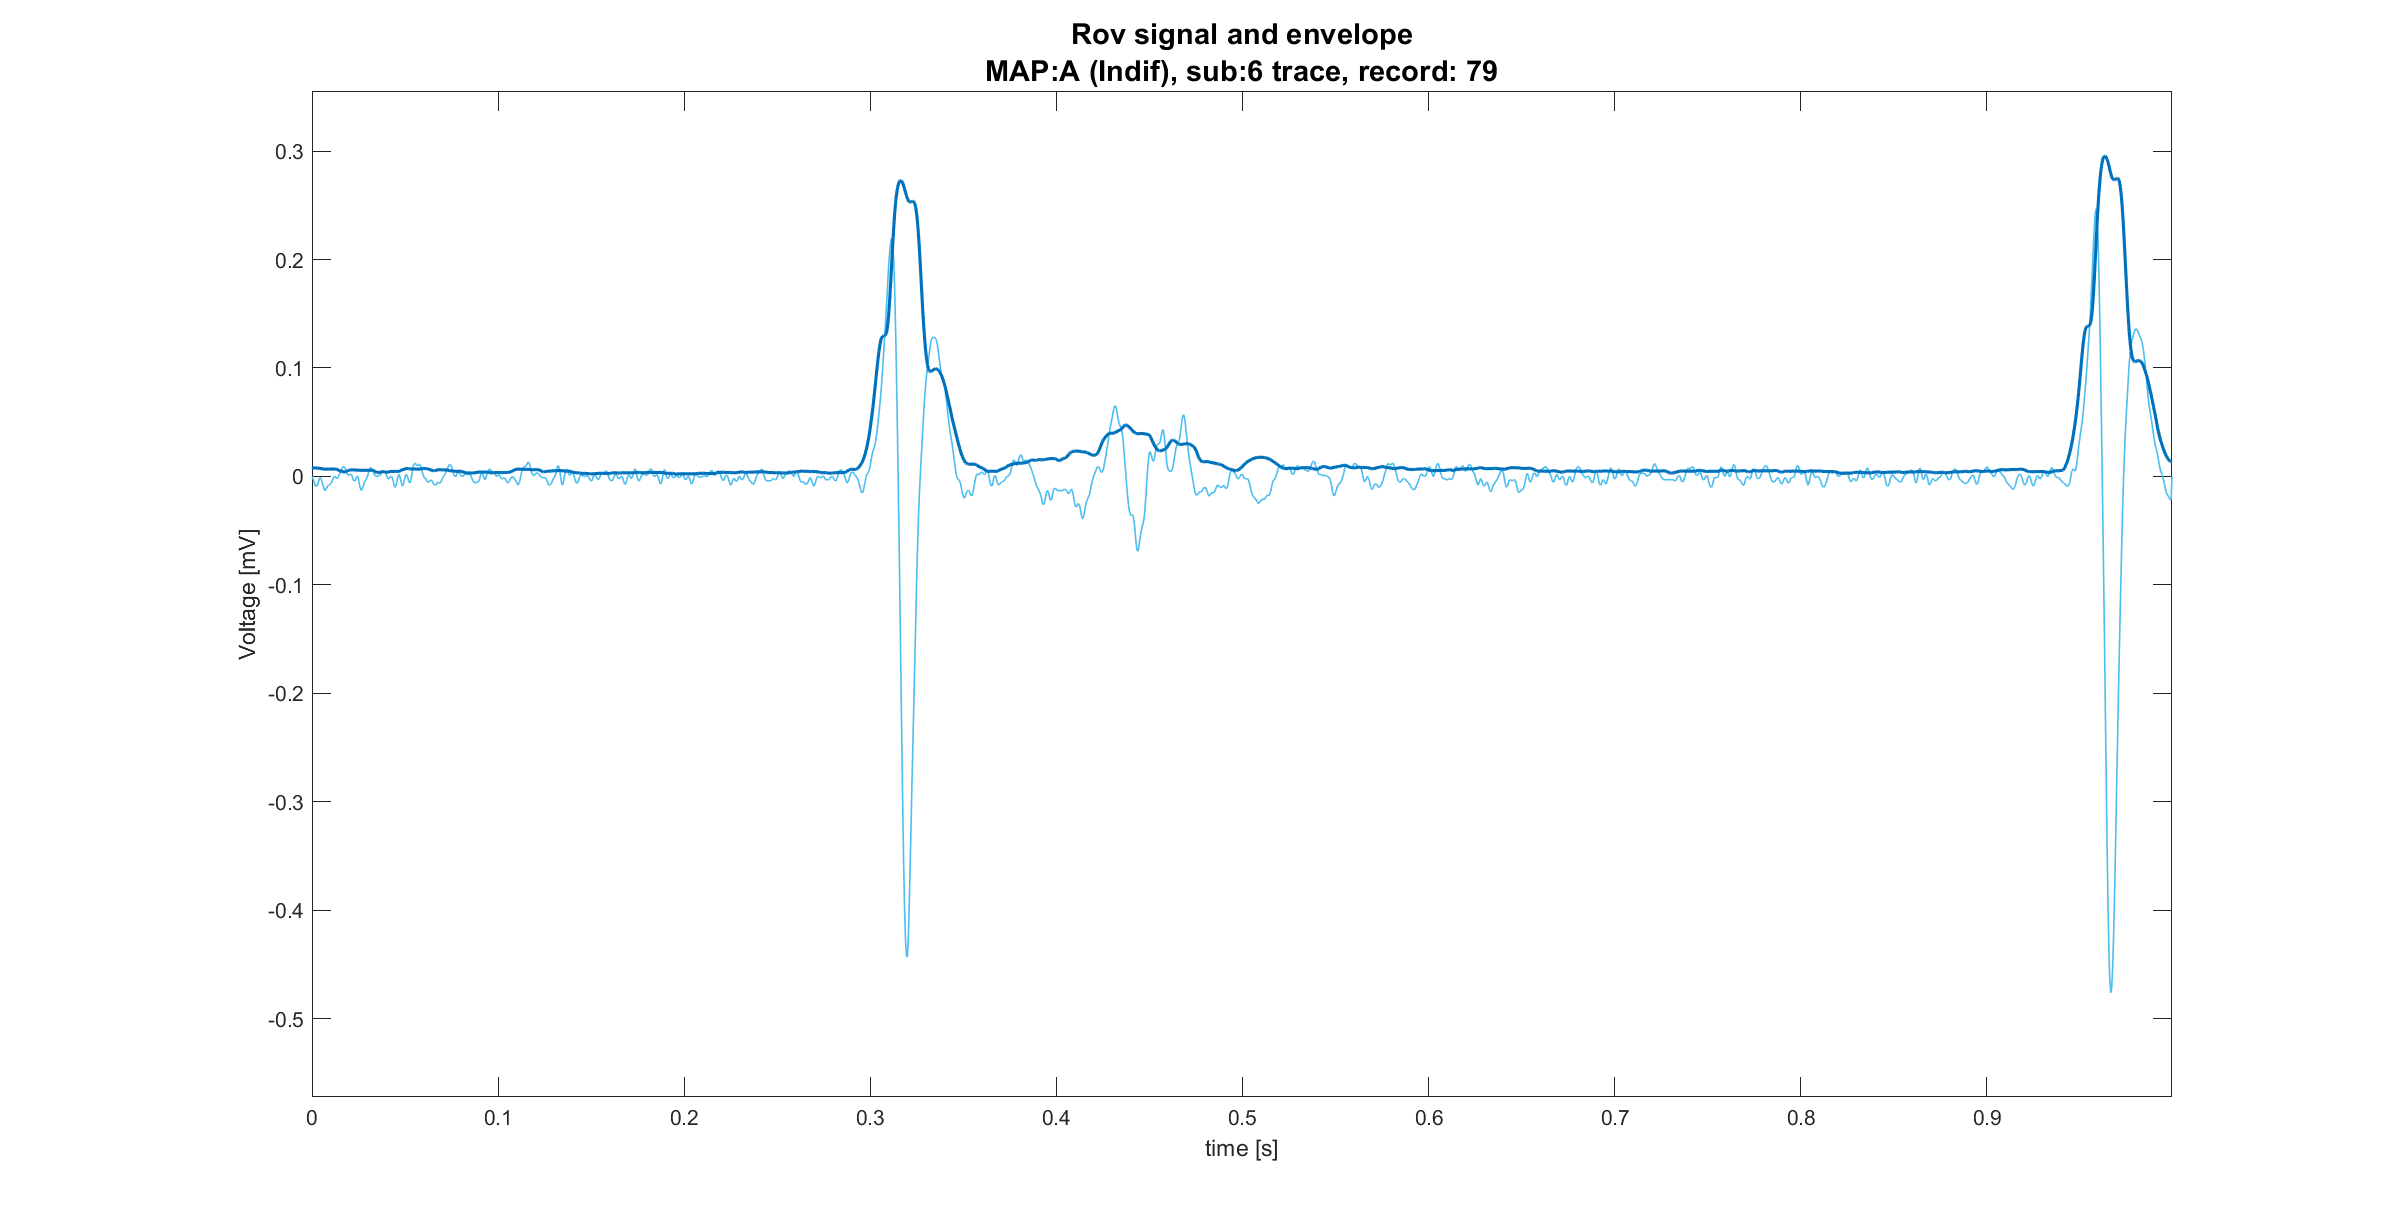 Rov signal and envelope
MAP:A (Indif), sub:6 trace, record: 79
0.3
0.2
0.1
0
-0.1
-0.2
-0.3
-0.4
-0.5
Voltage [mV]
0 0.1 0.2 0.3 0.4 0.5 0.6 0.7 0.8 0.9
time [s]